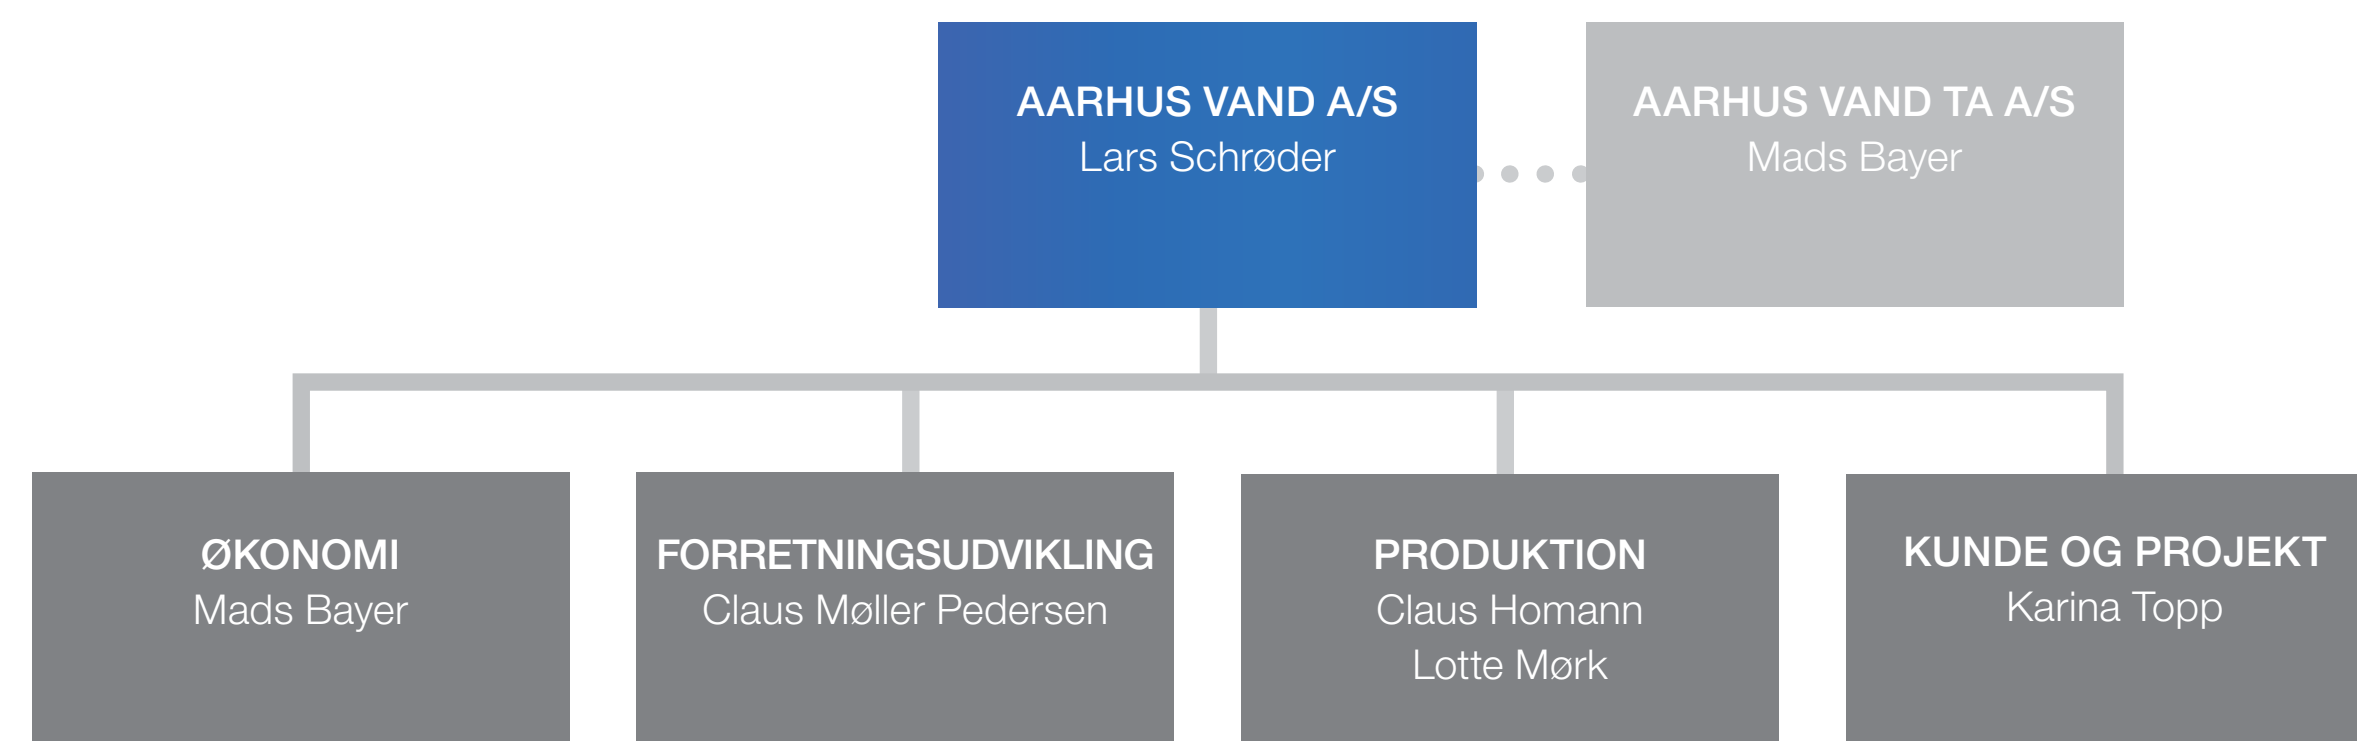 AARHUS VAND A/S
Lars Schrøder
AARHUS VAND TA A/S
Mads Bayer
ØKONOMI
Mads Bayer
FORRETNINGSUDVIKLING
Claus Møller Pedersen
PRODUKTION
Claus Homann
Lotte Mørk
KUNDE OG PROJEKT
Karina Topp